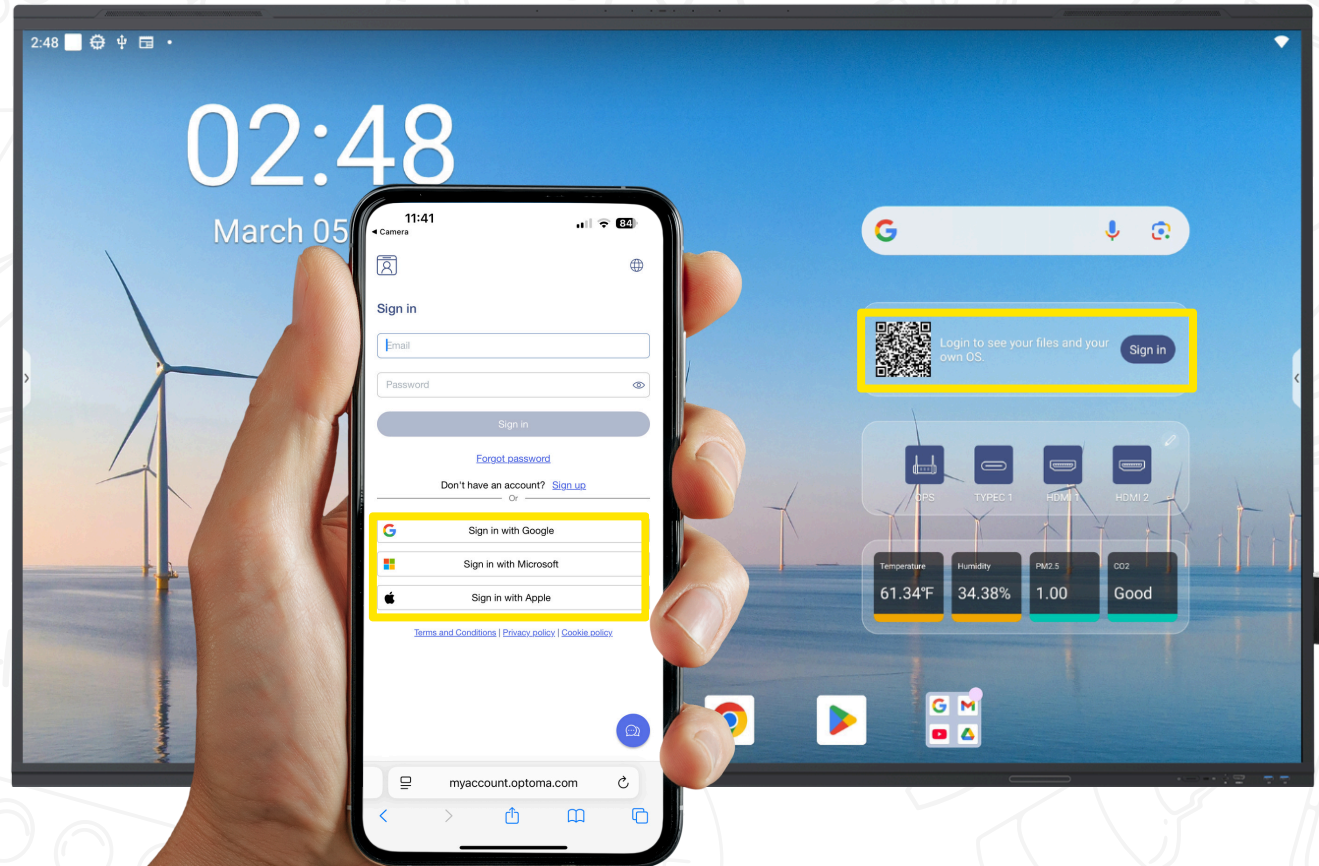 2:48
02:48
March 05
Login to see your files and your
own OS.
Sign in
OPS
TYPEC 1
HDMI 1
HDMI 2
Temperature
61.34°F
Humidity
34.38%
PM2.5
1.00
CO2
Good
11:41
84
Camera
Sign in
Email
Password
Sign in
Forgot password
Don't have an account? Sign up
Or
Sign in with Google
Sign in with Microsoft
Sign in with Apple
Terms and Conditions | Privacy policy | Cookie policy
myaccount.optoma.com